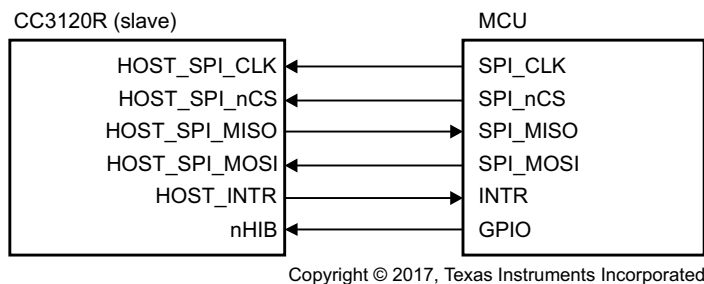 CC3120R (slave)
MCU
HOST_SPI_CLK
SPI_CLK
HOST_SPI_nCS
SPI_nCS
HOST_SPI_MISO
SPI_MISO
HOST_SPI_MOSI
SPI_MOSI
HOST_INTR
INTR
nHIB
GPIO
Copyright © 2017, Texas Instruments Incorporated